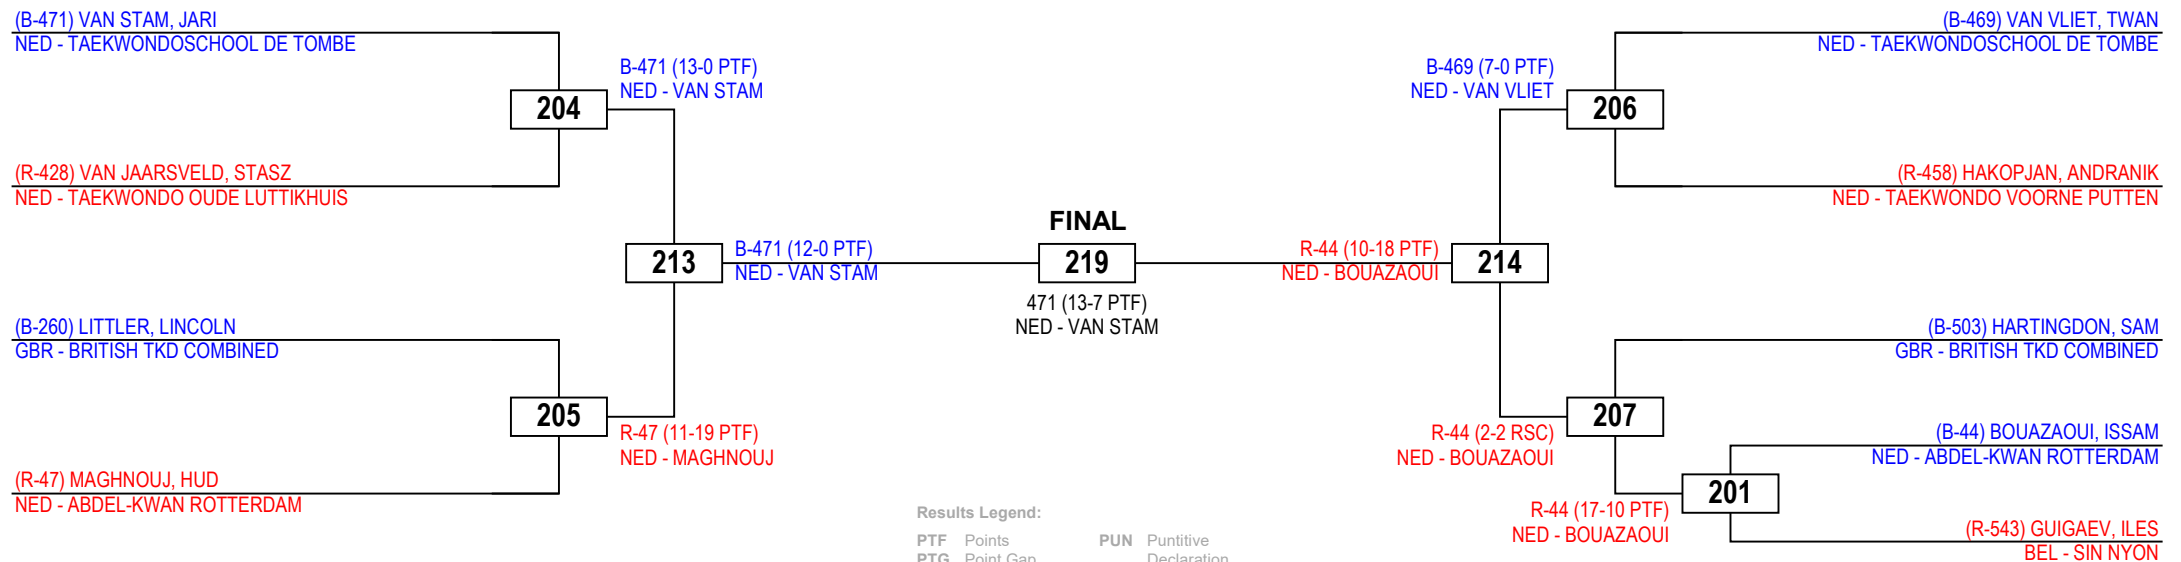 (B-471) VAN STAM, JARI
NED - TAEKWONDOSCHOOL DE TOMBE
B-471 (13-0 PTF)
NED - VAN STAM
204
(R-428) VAN JAARSVELD, STASZ
NED - TAEKWONDO OUDE LUTTIKHUIS
213
B-471 (12-0 PTF)
NED - VAN STAM
(B-260) LITTLER, LINCOLN
GBR - BRITISH TKD COMBINED
205
R-47 (11-19 PTF)
NED - MAGHNOUJ
(R-47) MAGHNOUJ, HUD
NED - ABDEL-KWAN ROTTERDAM
FINAL
219
471 (13-7 PTF)
NED - VAN STAM
(B-469) VAN VLIET, TWAN
NED - TAEKWONDOSCHOOL DE TOMBE
B-469 (7-0 PTF)
NED - VAN VLIET
206
(R-458) HAKOPJAN, ANDRANIK
NED - TAEKWONDO VOORNE PUTTEN
R-44 (10-18 PTF)
NED - BOUAZAOUI
214
(B-503) HARTINGDON, SAM
GBR - BRITISH TKD COMBINED
207
R-44 (2-2 RSC)
NED - BOUAZAOUI
(B-44) BOUAZAOUI, ISSAM
NED - ABDEL-KWAN ROTTERDAM
201
R-44 (17-10 PTF)
NED - BOUAZAOUI
(R-543) GUIGAEV, ILES
BEL - SIN NYON
Results Legend:
PTF Points PUN Puntitive
PTG Point Gap Declaration